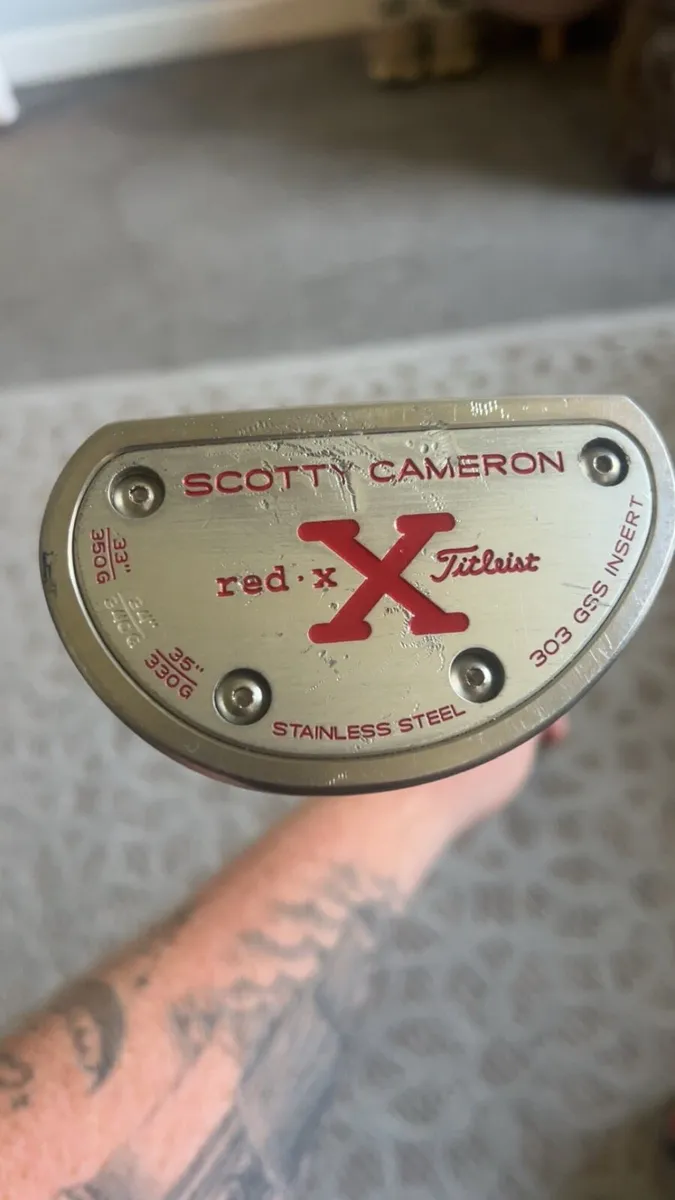 SCOTTY CAMERON
red·x
X
Titleist
33"
350G
34"
340G
35"
330G
STAINLESS STEEL
303 GSS INSERT